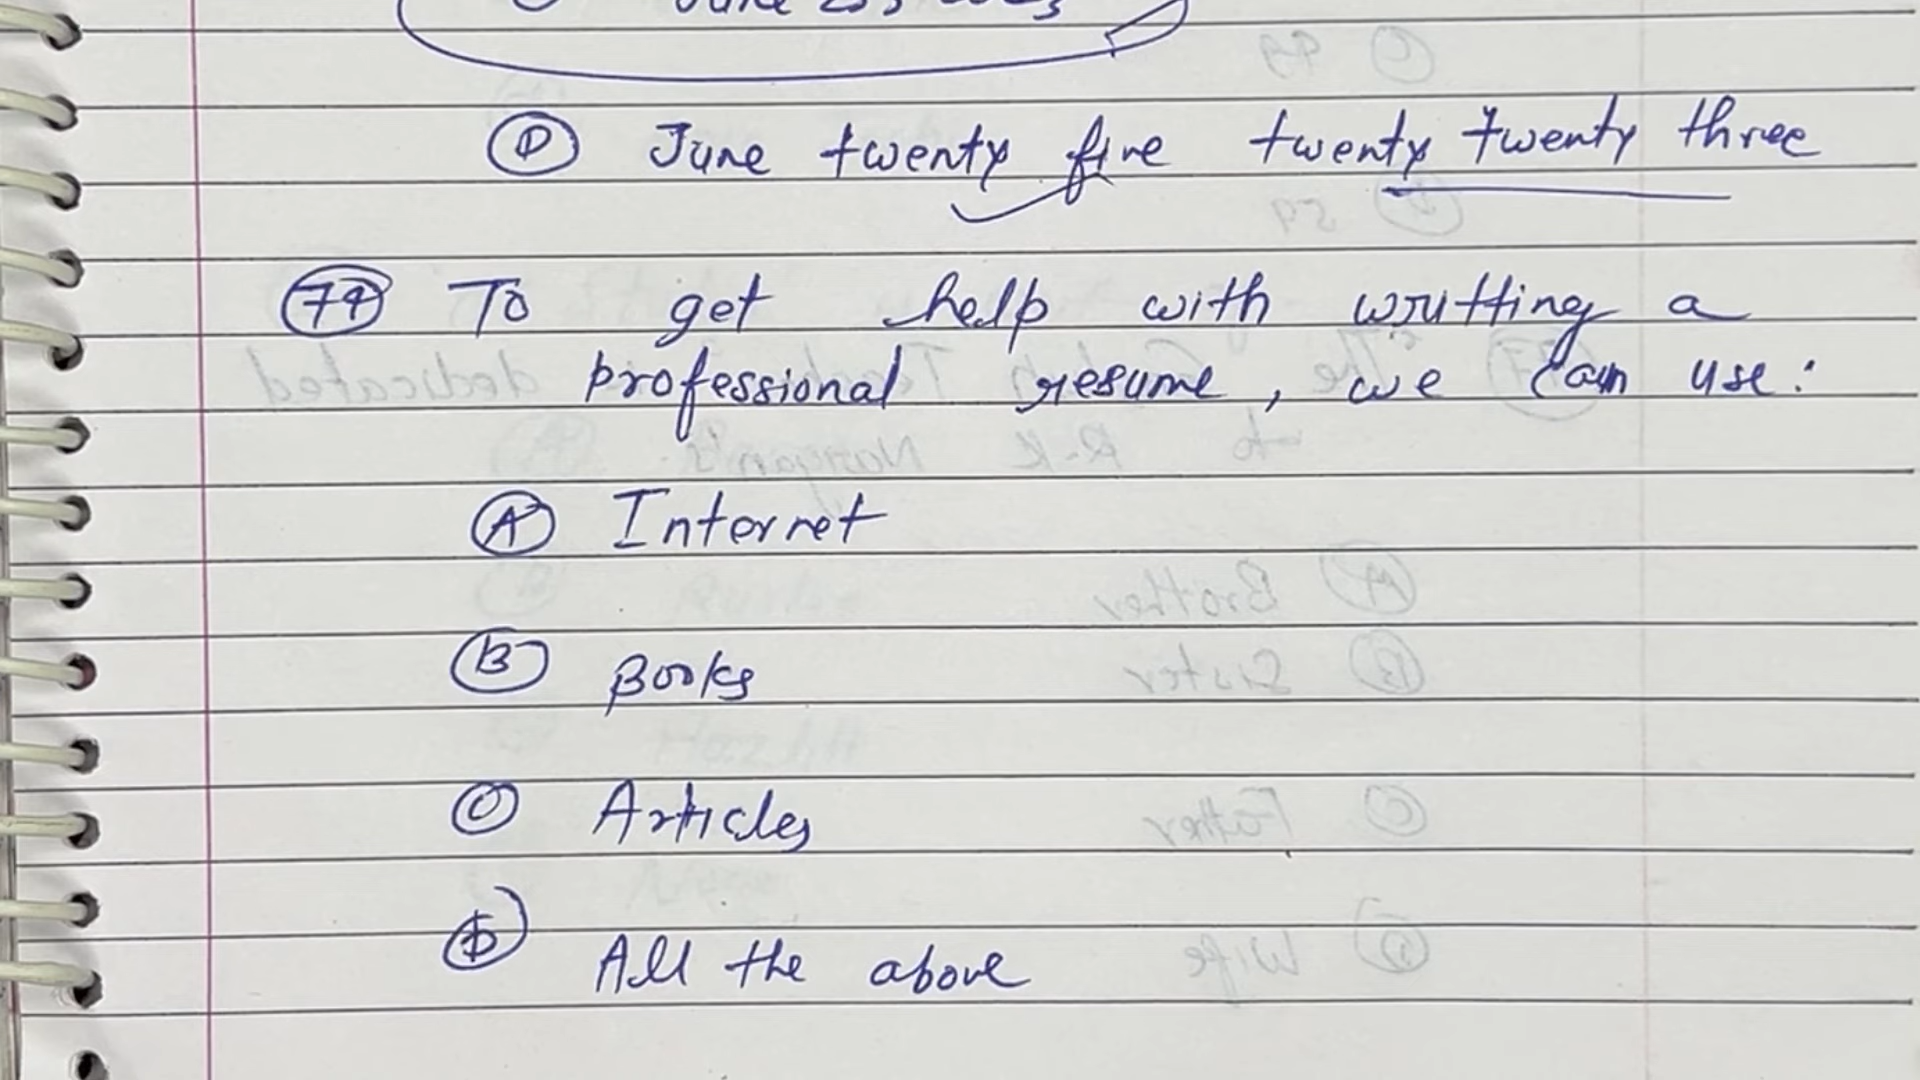 June
Ⓓ June twenty five twenty twenty three
74 To get help with writting a
professional resume, we can use:
Ⓐ Internet
Ⓑ Books
Ⓒ Articles
Ⓓ All the above